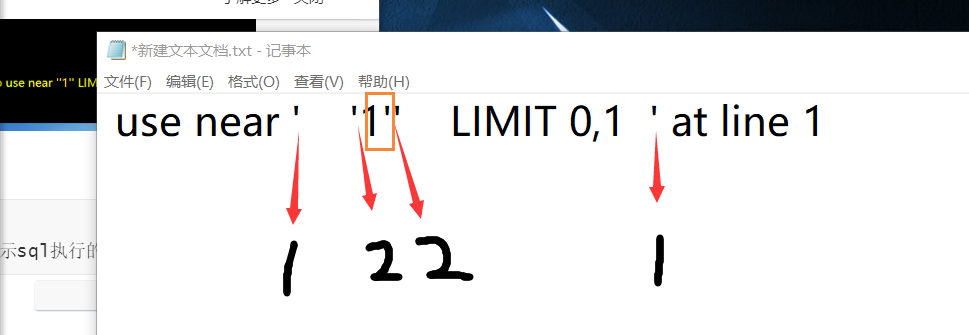 了解更多 关闭
*新建文本文档.txt - 记事本
文件(F) 编辑(E) 格式(O) 查看(V) 帮助(H)
use near ''1'' LIM
use near ' '1'' LIMIT 0,1 ' at line 1
示sql执行的
1 2 2 1